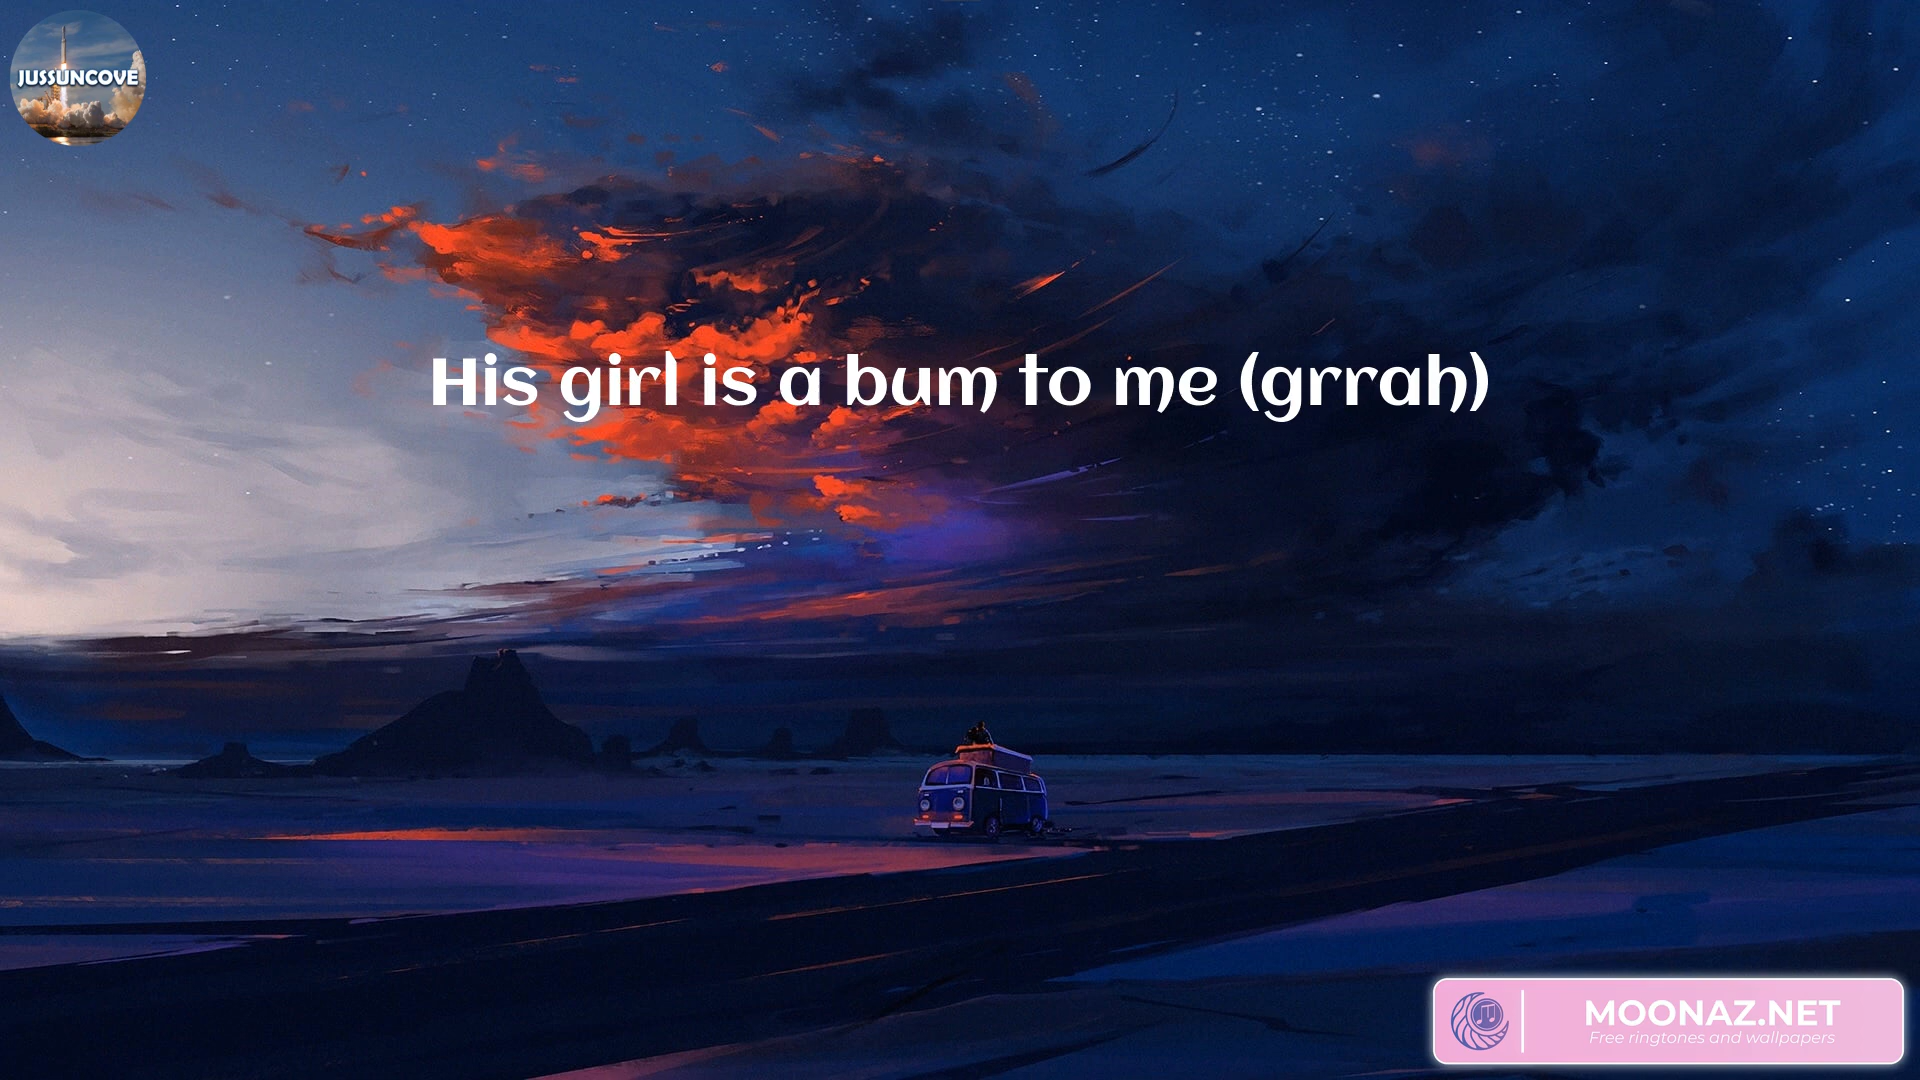 JUSSUNCOVE
His girl is a bum to me (grrah)
MOONAZ.NET
Free ringtones and wallpapers